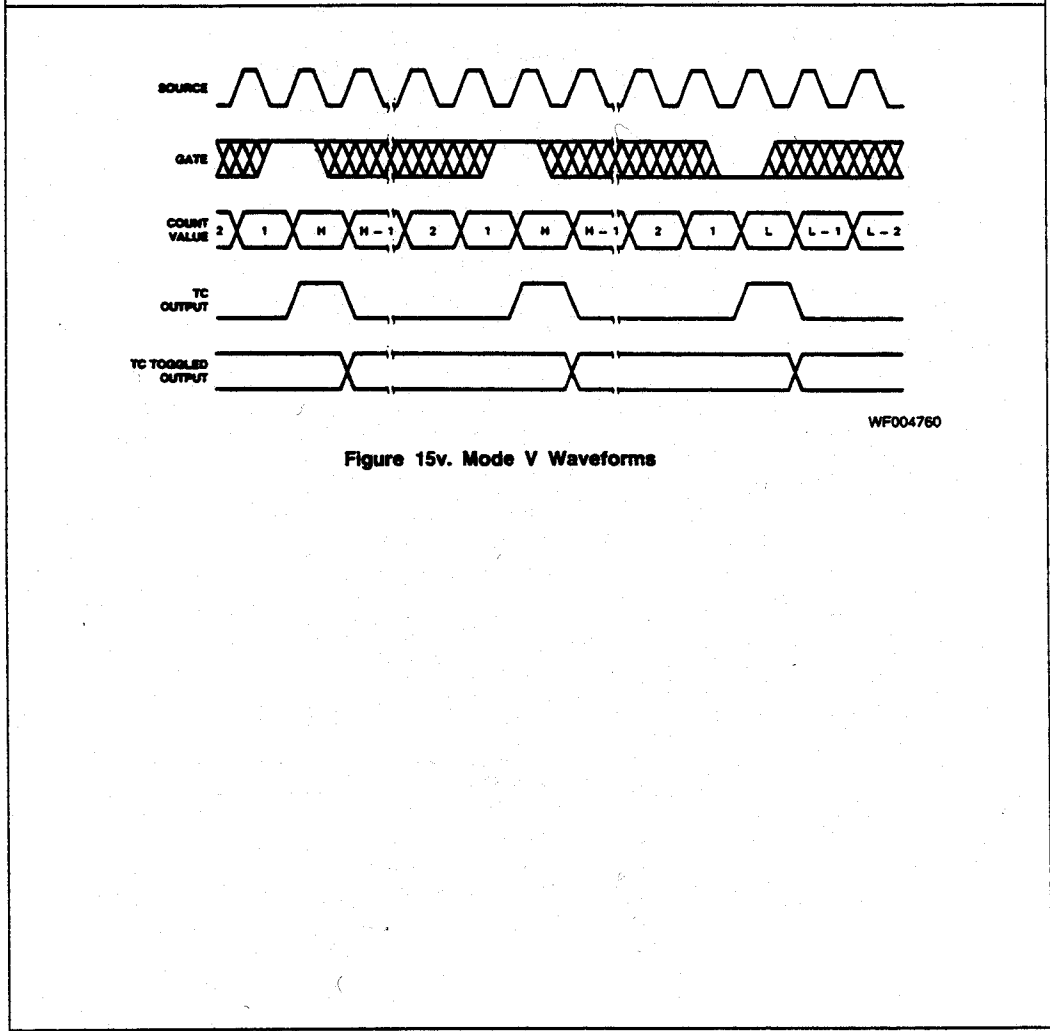 SOURCE
GATE
COUNT
VALUE
2 1 H H - 1 2 1 H H - 1 2 1 L L - 1 L - 2
TC
OUTPUT
TC TOGGLED
OUTPUT
WF004760
Figure 15v. Mode V Waveforms